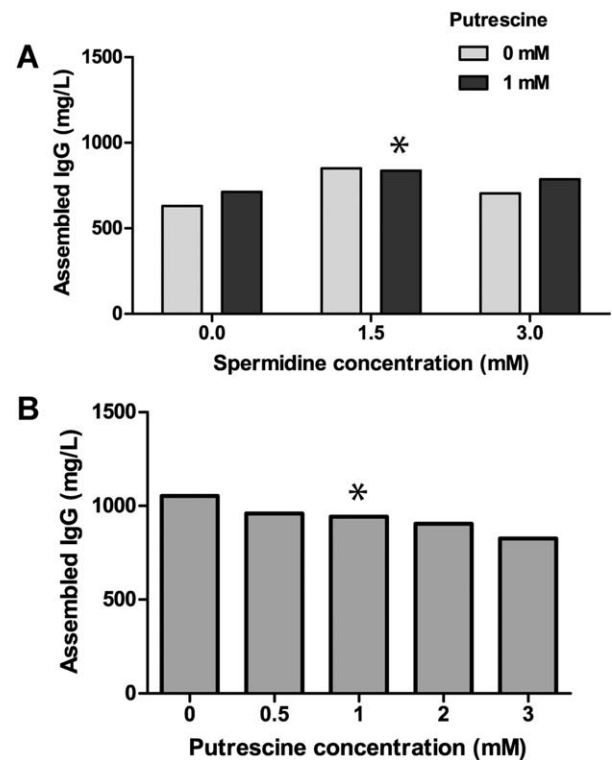 Putrescine
0 mM
1 mM
A
Assembled IgG (mg/L)
1500
1000
500
0
*
0.0 1.5 3.0
Spermidine concentration (mM)
B
Assembled IgG (mg/L)
1500
1000
500
0
*
0 0.5 1 2 3
Putrescine concentration (mM)